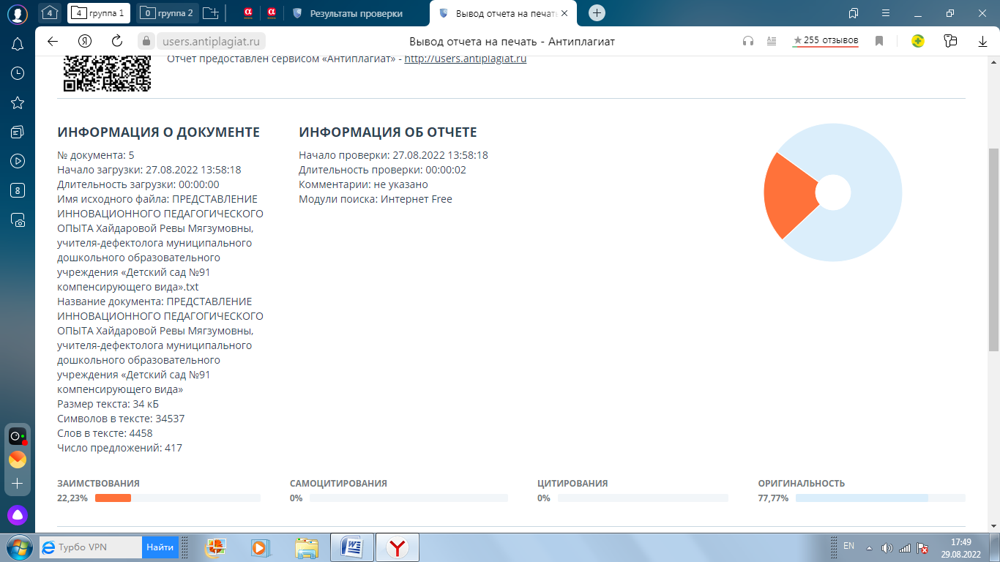 4
4 группа 1
0 группа 2
Результаты проверки
Вывод отчета на печать
users.antiplagiat.ru
Вывод отчета на печать - Антиплагиат
★ 255 отзывов
Отчет предоставлен сервисом «Антиплагиат» - http://users.antiplagiat.ru
ИНФОРМАЦИЯ О ДОКУМЕНТЕ
№ документа: 5
Начало загрузки: 27.08.2022 13:58:18
Длительность загрузки: 00:00:00
Имя исходного файла: ПРЕДСТАВЛЕНИЕ
ИННОВАЦИОННОГО ПЕДАГОГИЧЕСКОГО
ОПЫТА Хайдаровой Ревы Мягзумовны,
учителя-дефектолога муниципального
дошкольного образовательного
учреждения «Детский сад №91
компенсирующего вида».txt
Название документа: ПРЕДСТАВЛЕНИЕ
ИННОВАЦИОННОГО ПЕДАГОГИЧЕСКОГО
ОПЫТА Хайдаровой Ревы Мягзумовны,
учителя-дефектолога муниципального
дошкольного образовательного
учреждения «Детский сад №91
компенсирующего вида»
Размер текста: 34 кБ
Символов в тексте: 34537
Слов в тексте: 4458
Число предложений: 417
ИНФОРМАЦИЯ ОБ ОТЧЕТЕ
Начало проверки: 27.08.2022 13:58:18
Длительность проверки: 00:00:02
Комментарии: не указано
Модули поиска: Интернет Free
ЗАИМСТВОВАНИЯ
22,23%
САМОЦИТИРОВАНИЯ
0%
ЦИТИРОВАНИЯ
0%
ОРИГИНАЛЬНОСТЬ
77,77%
8
Турбо VPN
Найти
EN
17:49
29.08.2022